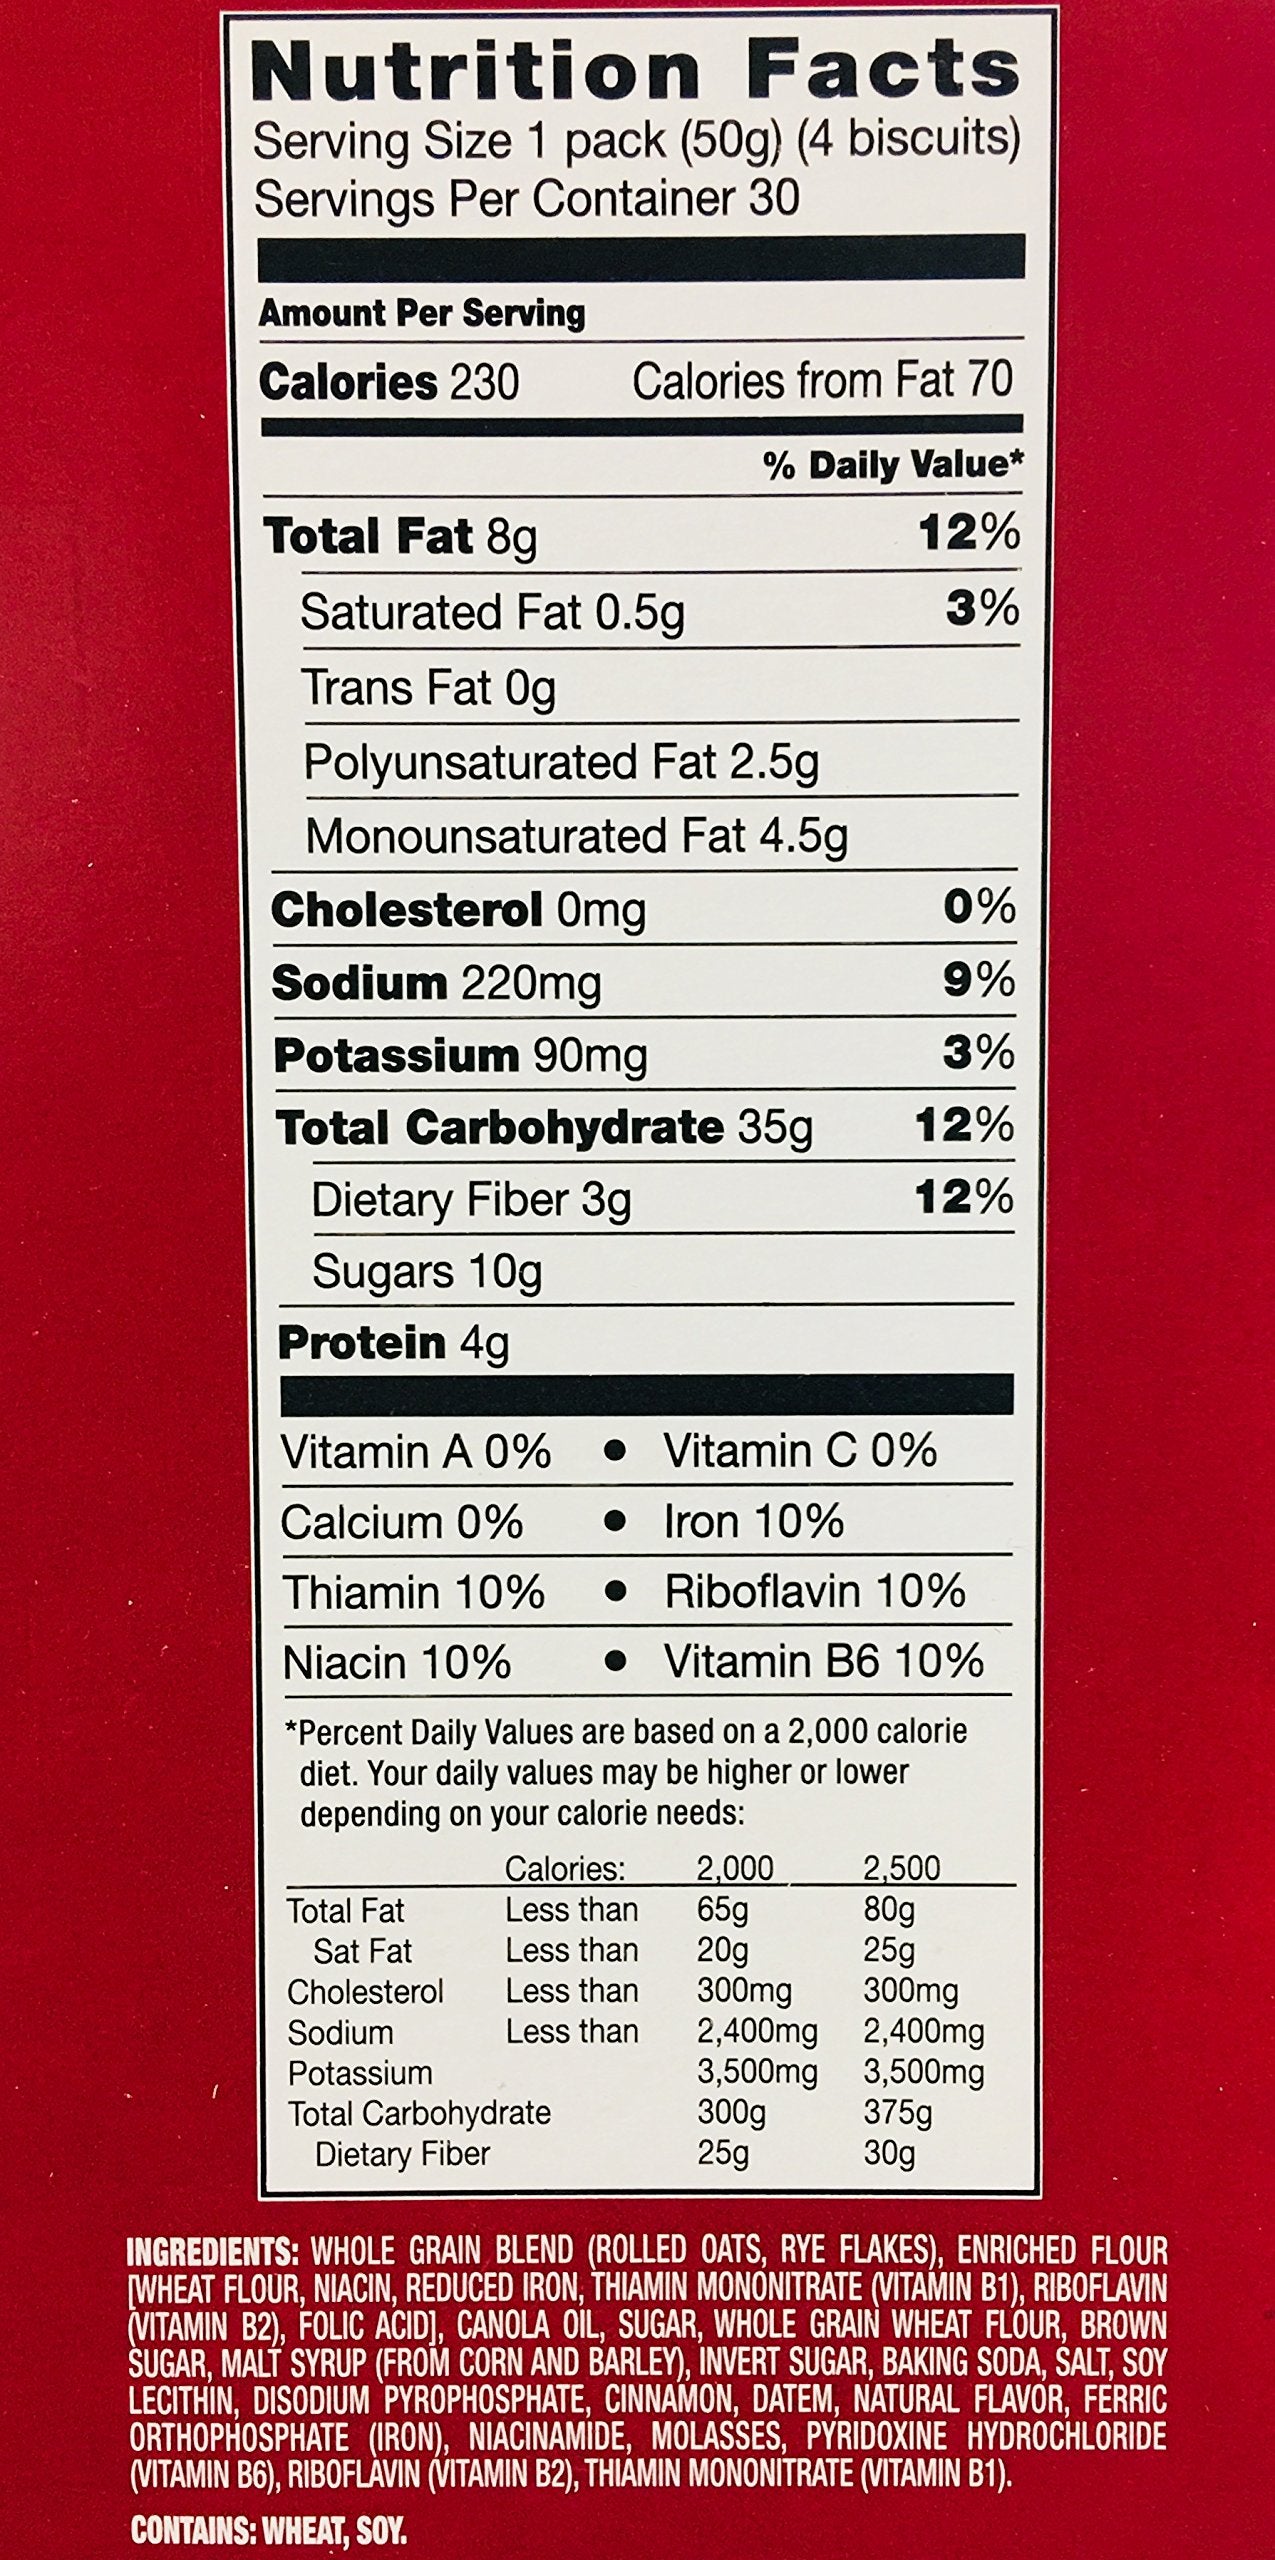 Nutrition Facts
Serving Size 1 pack (50g) (4 biscuits)
Servings Per Container 30
Amount Per Serving
Calories 230 Calories from Fat 70
% Daily Value*
Total Fat 8g 12%
Saturated Fat 0.5g 3%
Trans Fat 0g
Polyunsaturated Fat 2.5g
Monounsaturated Fat 4.5g
Cholesterol 0mg 0%
Sodium 220mg 9%
Potassium 90mg 3%
Total Carbohydrate 35g 12%
Dietary Fiber 3g 12%
Sugars 10g
Protein 4g
Vitamin A 0% • Vitamin C 0%
Calcium 0% • Iron 10%
Thiamin 10% • Riboflavin 10%
Niacin 10% • Vitamin B6 10%
*Percent Daily Values are based on a 2,000 calorie
diet. Your daily values may be higher or lower
depending on your calorie needs:
Calories: 2,000 2,500
Total Fat Less than 65g 80g
Sat Fat Less than 20g 25g
Cholesterol Less than 300mg 300mg
Sodium Less than 2,400mg 2,400mg
Potassium 3,500mg 3,500mg
Total Carbohydrate 300g 375g
Dietary Fiber 25g 30g
INGREDIENTS: WHOLE GRAIN BLEND (ROLLED OATS, RYE FLAKES), ENRICHED FLOUR
[WHEAT FLOUR, NIACIN, REDUCED IRON, THIAMIN MONONITRATE (VITAMIN B1), RIBOFLAVIN
(VITAMIN B2), FOLIC ACID], CANOLA OIL, SUGAR, WHOLE GRAIN WHEAT FLOUR, BROWN
SUGAR, MALT SYRUP (FROM CORN AND BARLEY), INVERT SUGAR, BAKING SODA, SALT, SOY
LECITHIN, DISODIUM PYROPHOSPHATE, CINNAMON, DATEM, NATURAL FLAVOR, FERRIC
ORTHOPHOSPHATE (IRON), NIACINAMIDE, MOLASSES, PYRIDOXINE HYDROCHLORIDE
(VITAMIN B6), RIBOFLAVIN (VITAMIN B2), THIAMIN MONONITRATE (VITAMIN B1).
CONTAINS: WHEAT, SOY.